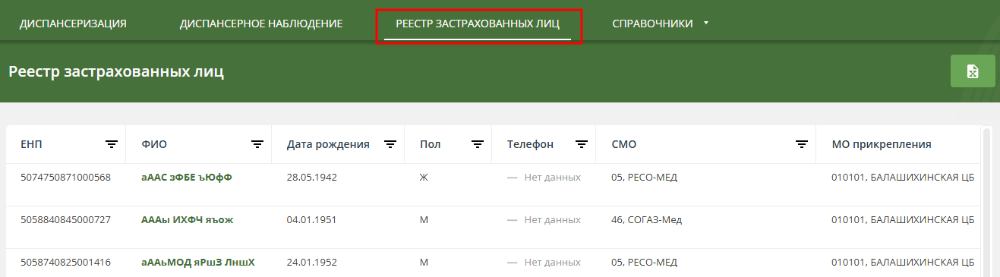 ДИСПАНСЕРИЗАЦИЯ ДИСПАНСЕРНОЕ НАБЛЮДЕНИЕ РЕЕСТР ЗАСТРАХОВАННЫХ ЛИЦ СПРАВОЧНИКИ
Реестр застрахованных лиц
ЕНП ФИО Дата рождения Пол Телефон СМО МО прикрепления
5074750871000568 аААС зФБЕ ъЮфФ 28.05.1942 Ж — Нет данных 05, РЕСО-МЕД 010101, БАЛАШИХИНСКАЯ ЦБ
5058840845000727 АААы ИХФЧ яъож 04.01.1951 М — Нет данных 46, СОГАЗ-Мед 010101, БАЛАШИХИНСКАЯ ЦБ
5058740825001416 аААьМОД яРшЗ ЛншХ 24.01.1952 М — Нет данных 05, РЕСО-МЕД 010101, БАЛАШИХИНСКАЯ ЦБ